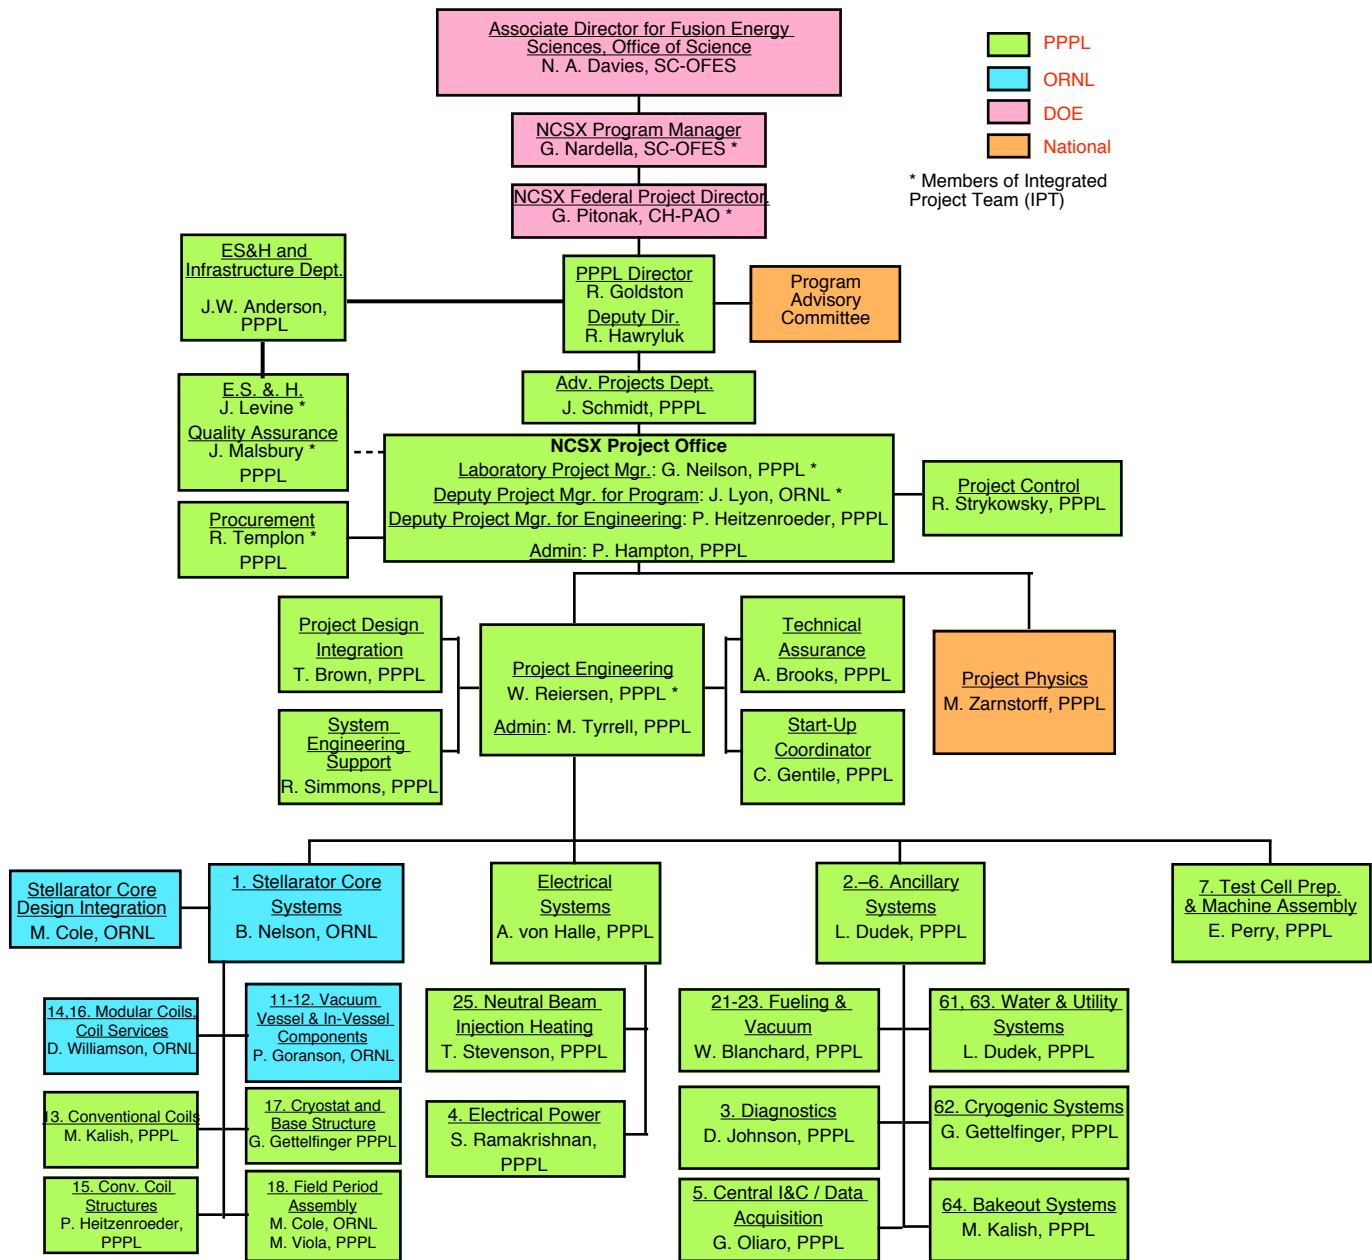 Associate Director for Fusion Energy
Sciences, Office of Science
N. A. Davies, SC-OFES
PPPL
ORNL
DOE
National
* Members of Integrated
Project Team (IPT)
NCSX Program Manager
G. Nardella, SC-OFES *
NCSX Federal Project Director.
G. Pitonak, CH-PAO *
ES&H and
Infrastructure Dept.
J.W. Anderson,
PPPL
PPPL Director
R. Goldston
Deputy Dir.
R. Hawryluk
Program
Advisory
Committee
E.S. &. H.
J. Levine *
Quality Assurance
J. Malsbury *
PPPL
Adv. Projects Dept.
J. Schmidt, PPPL
NCSX Project Office
Laboratory Project Mgr.: G. Neilson, PPPL *
Deputy Project Mgr. for Program: J. Lyon, ORNL *
Deputy Project Mgr. for Engineering: P. Heitzenroeder, PPPL
Admin: P. Hampton, PPPL
Project Control
R. Strykowsky, PPPL
Procurement
R. Templon *
PPPL
Project Design
Integration
T. Brown, PPPL
Project Engineering
W. Reiersen, PPPL *
Admin: M. Tyrrell, PPPL
Technical
Assurance
A. Brooks, PPPL
Project Physics
M. Zarnstorff, PPPL
System
Engineering
Support
R. Simmons, PPPL
Start-Up
Coordinator
C. Gentile, PPPL
Stellarator Core
Design Integration
M. Cole, ORNL
1. Stellarator Core
Systems
B. Nelson, ORNL
Electrical
Systems
A. von Halle, PPPL
2.–6. Ancillary
Systems
L. Dudek, PPPL
7. Test Cell Prep.
& Machine Assembly
E. Perry, PPPL
14,16. Modular Coils,
Coil Services
D. Williamson, ORNL
11-12. Vacuum
Vessel & In-Vessel
Components
P. Goranson, ORNL
25. Neutral Beam
Injection Heating
T. Stevenson, PPPL
21-23. Fueling &
Vacuum
W. Blanchard, PPPL
61, 63. Water & Utility
Systems
L. Dudek, PPPL
13. Conventional Coils
M. Kalish, PPPL
17. Cryostat and
Base Structure
G. Gettelfinger PPPL
4. Electrical Power
S. Ramakrishnan,
PPPL
3. Diagnostics
D. Johnson, PPPL
62. Cryogenic Systems
G. Gettelfinger, PPPL
15. Conv. Coil
Structures
P. Heitzenroeder,
PPPL
18. Field Period
Assembly
M. Cole, ORNL
M. Viola, PPPL
5. Central I&C / Data
Acquisition
G. Oliaro, PPPL
64. Bakeout Systems
M. Kalish, PPPL